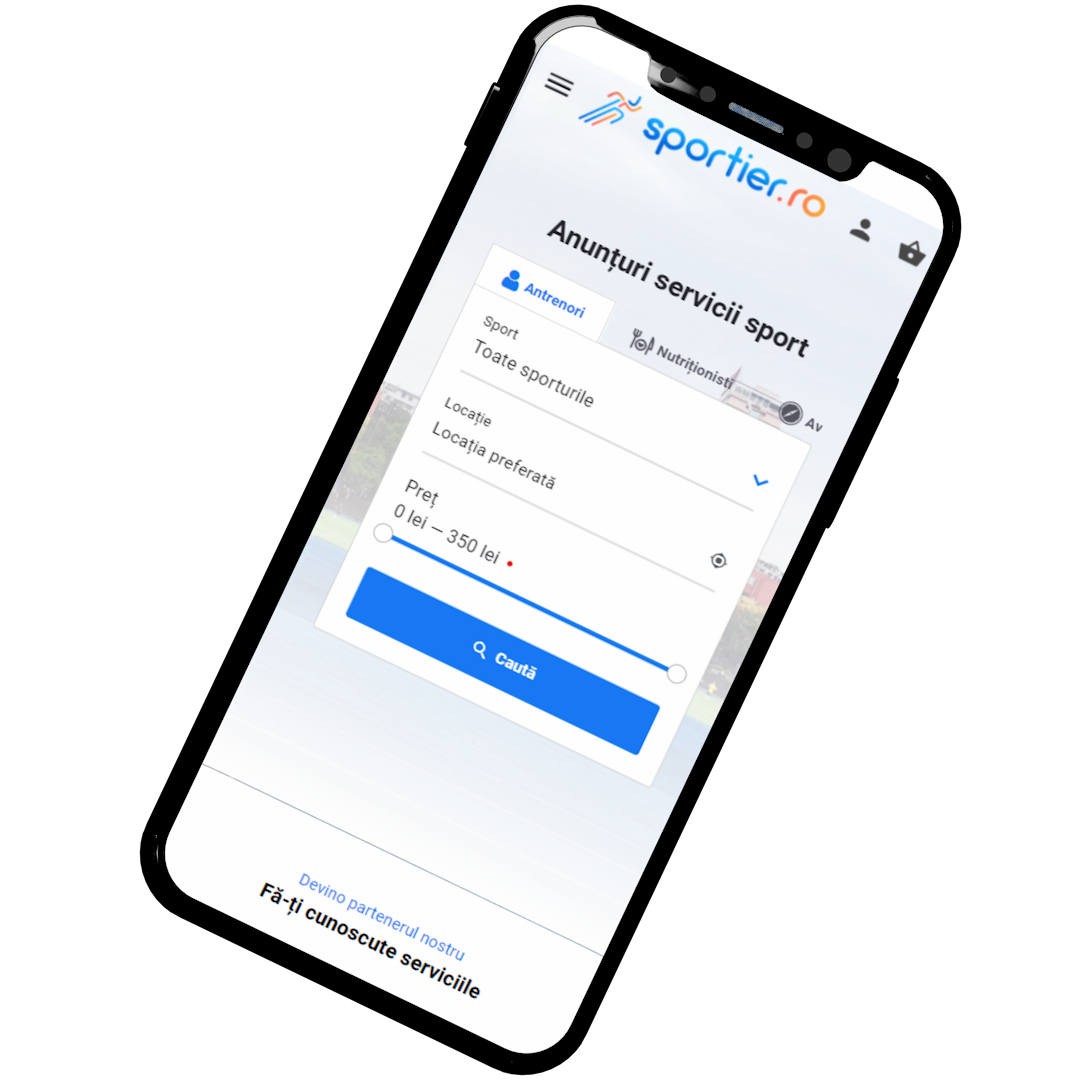 sportier.ro
Anunțuri servicii sport
Antrenori
Nutriționisti
Av
Sport
Toate sporturile
Locație
Locația preferată
Preț
0 lei – 350 lei
Caută
Devino partenerul nostru
Fă-ți cunoscute serviciile